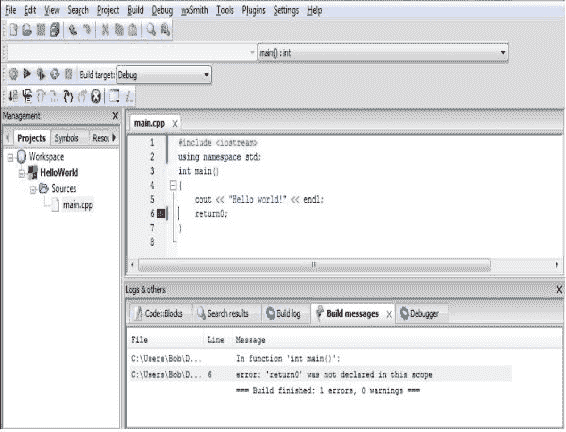 File Edit View Search Project Build Debug wxSmith Tools Plugins Settings Help
main() : int
Build target: Debug
Management X
Projects Symbols Resou
Workspace
HelloWorld
Sources
main.cpp
main.cpp X
1 #include <iostream>
2 using namespace std;
3 int main()
4 {
5 cout << "Hello world!" << endl;
6 return0;
7 }
8
Logs & others X
Code::Blocks Search results Build log Build messages X Debugger
File Line Message
C:\Users\Bob\D... In function 'int main()':
C:\Users\Bob\D... 6 error: 'return0' was not declared in this scope
=== Build finished: 1 errors, 0 warnings ===